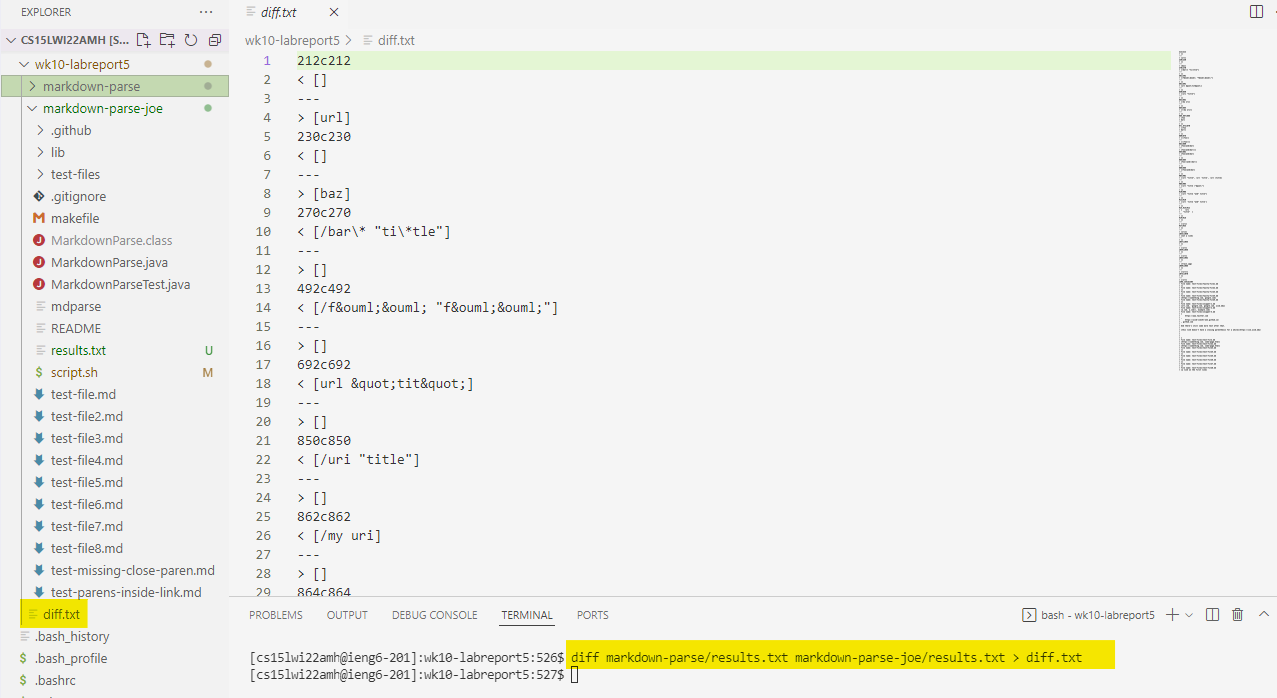 EXPLORER
CS15LWI22AMH [S...
wk10-labreport5
markdown-parse
markdown-parse-joe
.github
lib
test-files
.gitignore
makefile
MarkdownParse.class
MarkdownParse.java
MarkdownParseTest.java
mdparse
README
results.txt U
script.sh M
test-file.md
test-file2.md
test-file3.md
test-file4.md
test-file5.md
test-file6.md
test-file7.md
test-file8.md
test-missing-close-paren.md
test-parens-inside-link.md
diff.txt
.bash_history
.bash_profile
.bashrc
diff.txt
wk10-labreport5 > diff.txt
1 212c212
2 < []
3 ---
4 > [url]
5 230c230
6 < []
7 ---
8 > [baz]
9 270c270
10 < [/bar\* "ti\*tle"]
11 ---
12 > []
13 492c492
14 < [/f&ouml;&ouml; "f&ouml;&ouml;"]
15 ---
16 > []
17 692c692
18 < [url &quot;tit&quot;]
19 ---
20 > []
21 850c850
22 < [/uri "title"]
23 ---
24 > []
25 862c862
26 < [/my uri]
27 ---
28 > []
29 864c864
PROBLEMS OUTPUT DEBUG CONSOLE TERMINAL PORTS
bash - wk10-labreport5
[cs15lwi22amh@ieng6-201]:wk10-labreport5:526$ diff markdown-parse/results.txt markdown-parse-joe/results.txt > diff.txt
[cs15lwi22amh@ieng6-201]:wk10-labreport5:527$